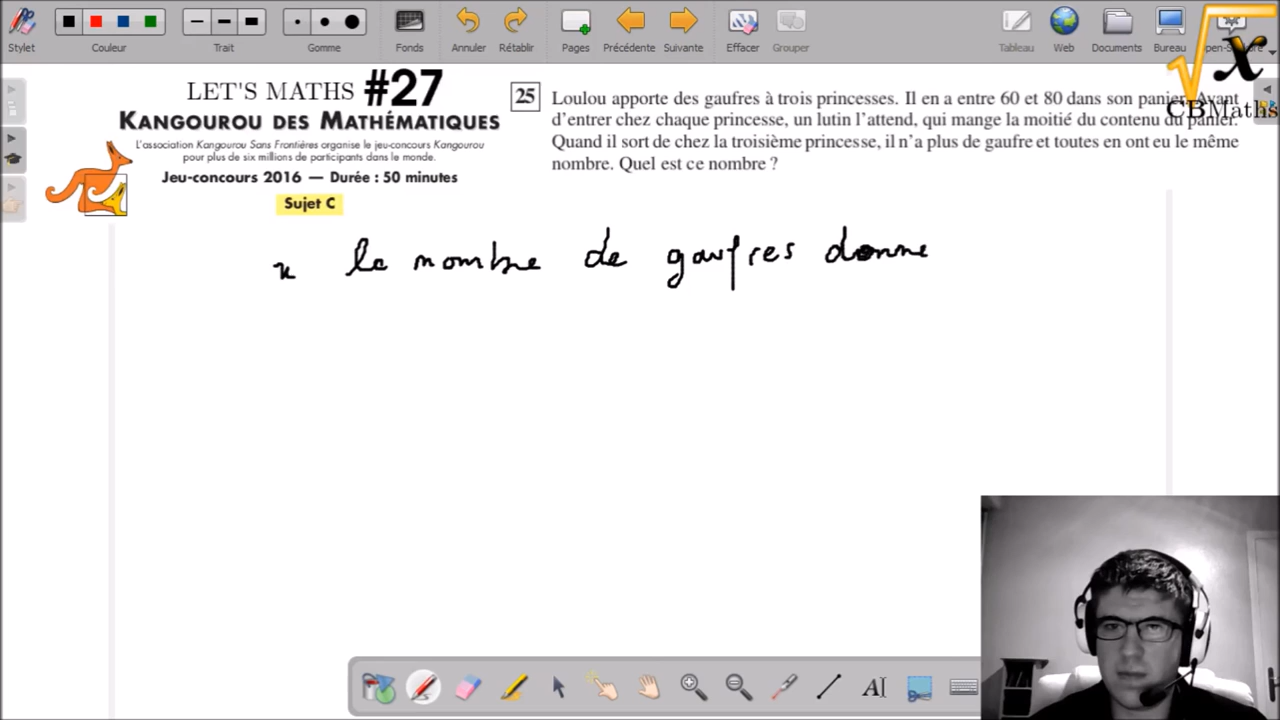 Stylet
Couleur
Trait
Gomme
Fonds
Annuler
Rétablir
Pages
Précédente
Suivante
Effacer
Grouper
Tableau
Web
Documents
Bureau
LET'S MATHS #27
KANGOUROU DES MATHÉMATIQUES
L'association Kangourou Sans Frontières organise le jeu-concours Kangourou
pour plus de six millions de participants dans le monde.
Jeu-concours 2016 — Durée : 50 minutes
Sujet C
25
Loulou apporte des gaufres à trois princesses. Il en a entre 60 et 80 dans son panier. Avant
d'entrer chez chaque princesse, un lutin l'attend, qui mange la moitié du contenu du panier.
Quand il sort de chez la troisième princesse, il n'a plus de gaufre et toutes en ont eu le même
nombre. Quel est ce nombre ?
x
CBMaths
x le nombre de gaufres donne
AI